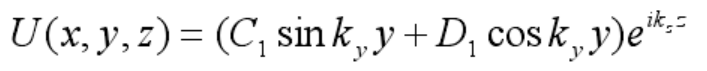 U(x, y, z) = (C₁ sin k_y y + D₁ cos k_y y)e^{ik_z z}